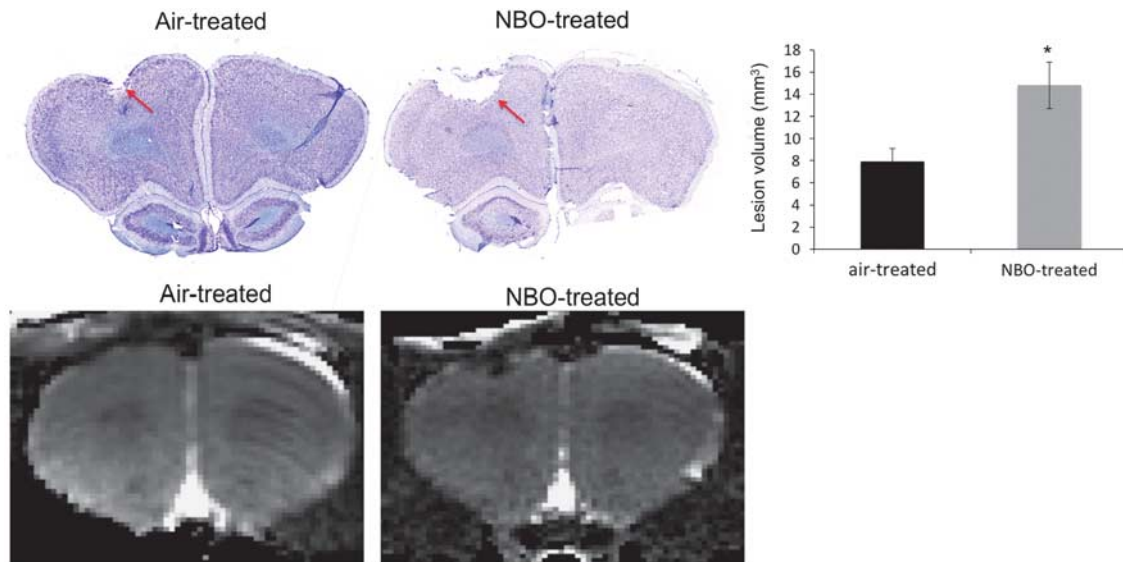 Air-treated
NBO-treated
Lesion volume (mm³)
18
16
14
12
10
8
6
4
2
0
*
air-treated
NBO-treated
Air-treated
NBO-treated